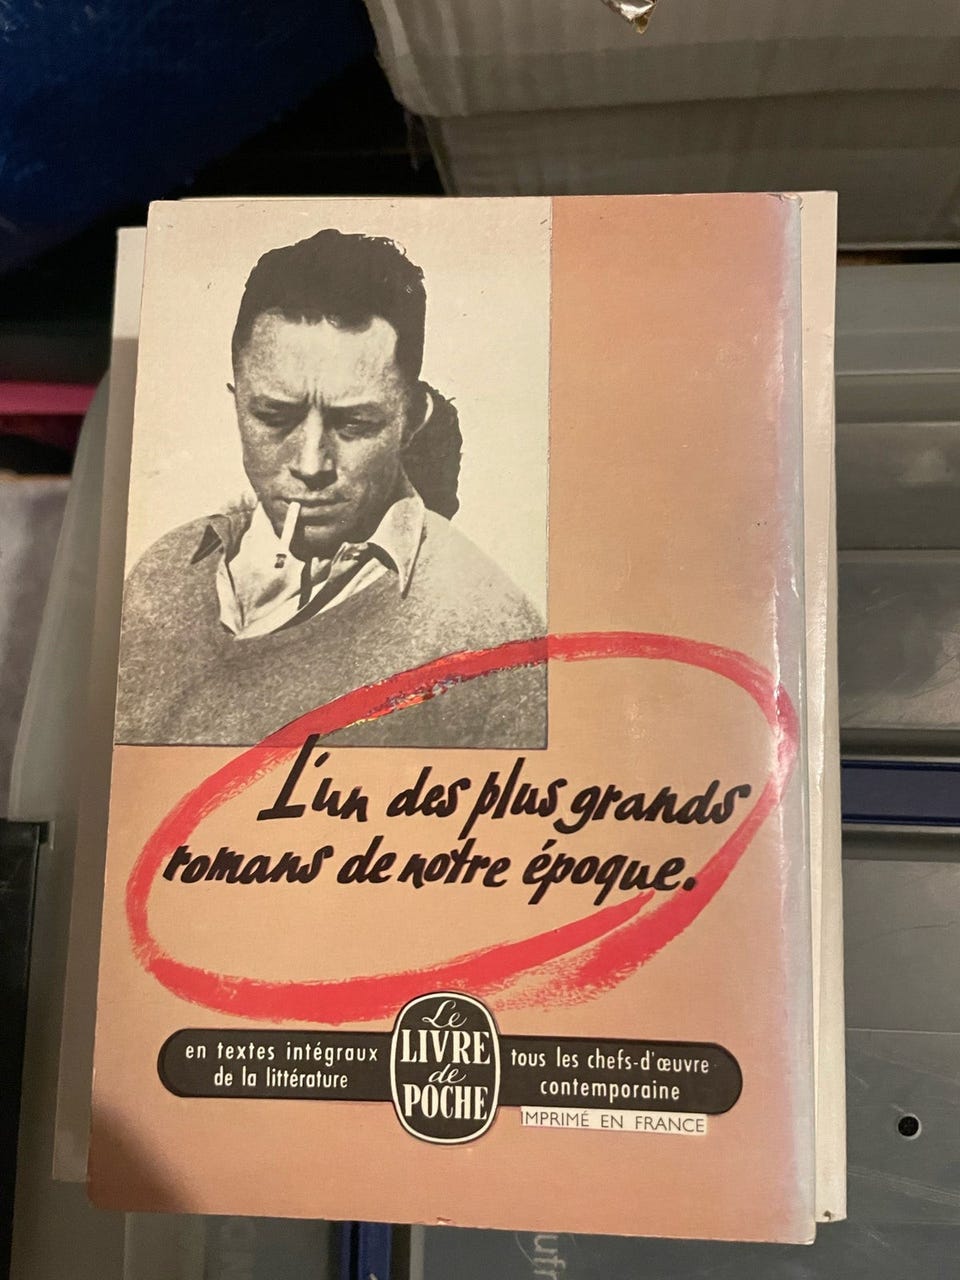 L'un des plus grands
romans de notre époque.
en textes intégraux
de la littérature
Le
LIVRE
de
POCHE
tous les chefs-d'œuvre
contemporaine
IMPRIMÉ EN FRANCE